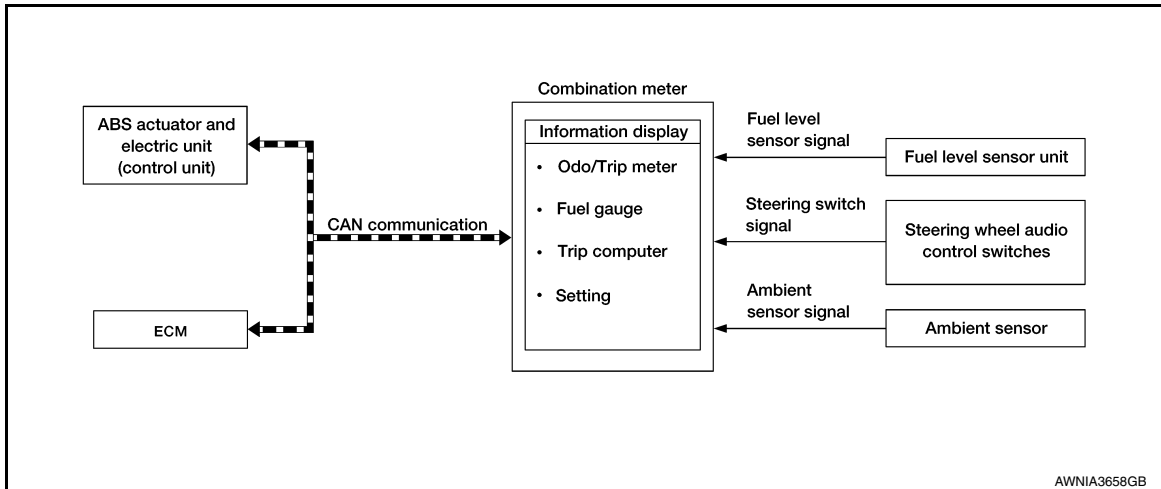 ABS actuator and
electric unit
(control unit)
ECM
CAN communication
Combination meter
Information display
• Odo/Trip meter
• Fuel gauge
• Trip computer
• Setting
Fuel level
sensor signal
Fuel level sensor unit
Steering switch
signal
Steering wheel audio
control switches
Ambient
sensor signal
Ambient sensor
AWNIA3658GB